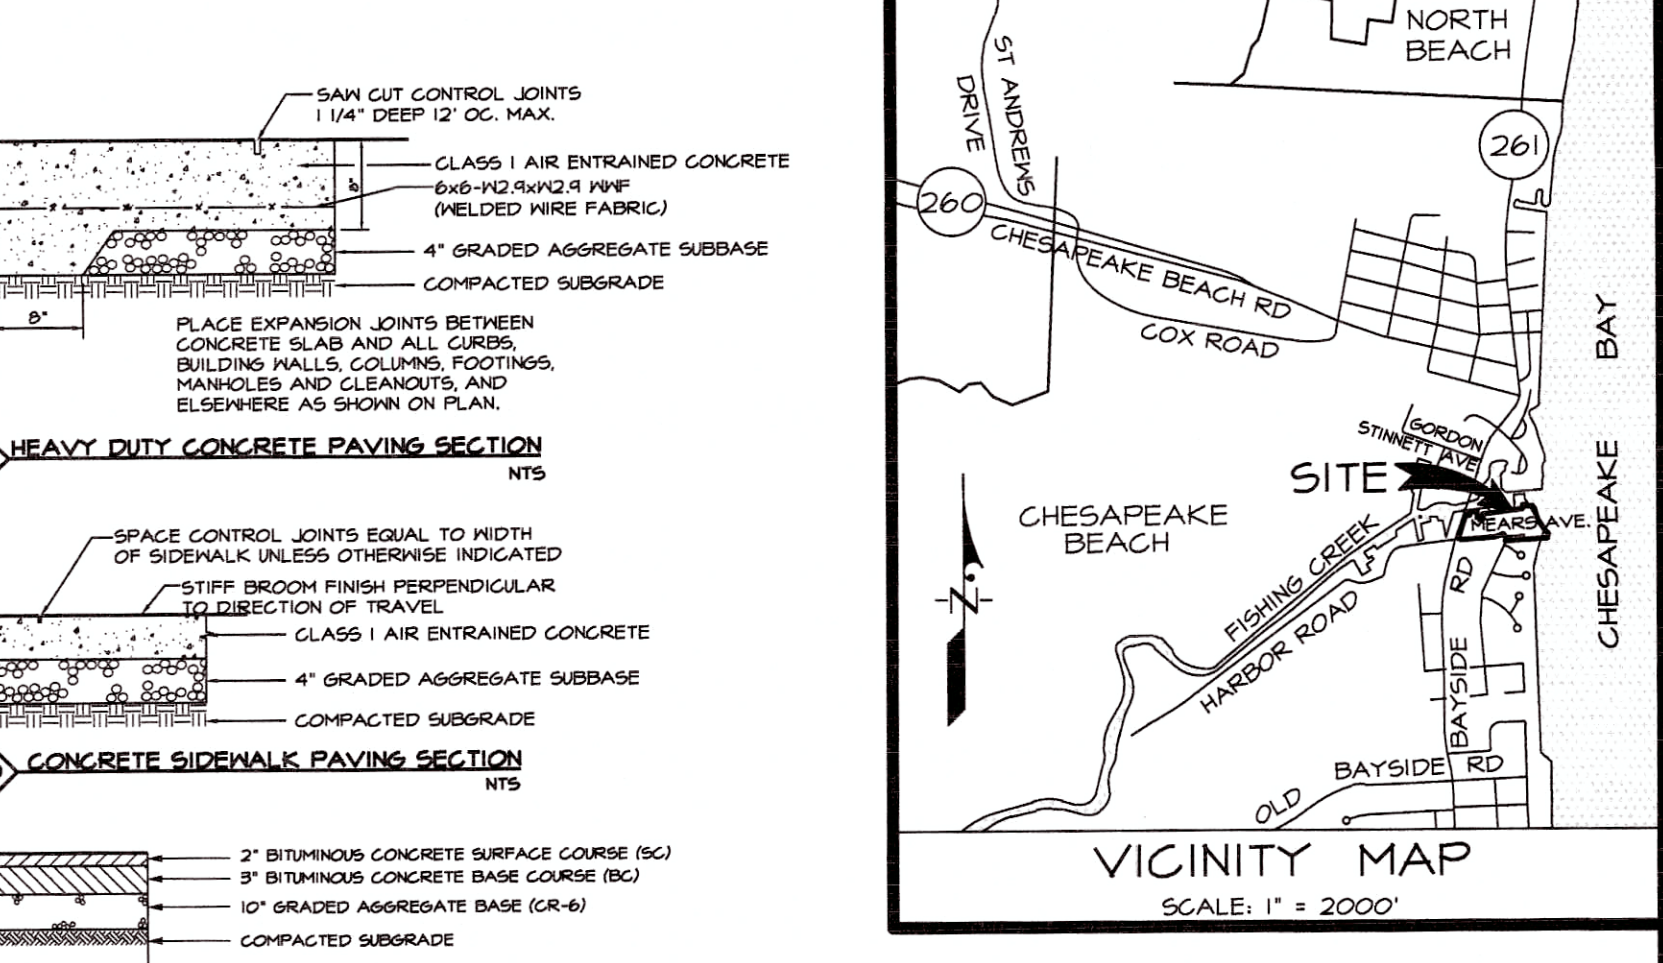 SAW CUT CONTROL JOINTS
1 1/4" DEEP 12' OC. MAX.
CLASS 1 AIR ENTRAINED CONCRETE
8"
6x6-W2.9xW2.9 WWF
(WELDED WIRE FABRIC)
4" GRADED AGGREGATE SUBBASE
COMPACTED SUBGRADE
8"
PLACE EXPANSION JOINTS BETWEEN
CONCRETE SLAB AND ALL CURBS,
BUILDING WALLS, COLUMNS, FOOTINGS,
MANHOLES AND CLEANOUTS, AND
ELSEWHERE AS SHOWN ON PLAN.
HEAVY DUTY CONCRETE PAVING SECTION
NTS
SPACE CONTROL JOINTS EQUAL TO WIDTH
OF SIDEWALK UNLESS OTHERWISE INDICATED
STIFF BROOM FINISH PERPENDICULAR
TO DIRECTION OF TRAVEL
CLASS 1 AIR ENTRAINED CONCRETE
4" GRADED AGGREGATE SUBBASE
COMPACTED SUBGRADE
CONCRETE SIDEWALK PAVING SECTION
NTS
2" BITUMINOUS CONCRETE SURFACE COURSE (SC)
3" BITUMINOUS CONCRETE BASE COURSE (BC)
10" GRADED AGGREGATE BASE (CR-6)
COMPACTED SUBGRADE
NORTH
BEACH
ST ANDREWS
DRIVE
261
260
CHESAPEAKE BEACH RD
COX ROAD
CHESAPEAKE BAY
GORDON
STINNETT AVE
SITE
MEARS AVE.
CHESAPEAKE
BEACH
N
FISHING CREEK
HARBOR ROAD
BAYSIDE RD
OLD BAYSIDE RD
VICINITY MAP
SCALE: 1" = 2000'